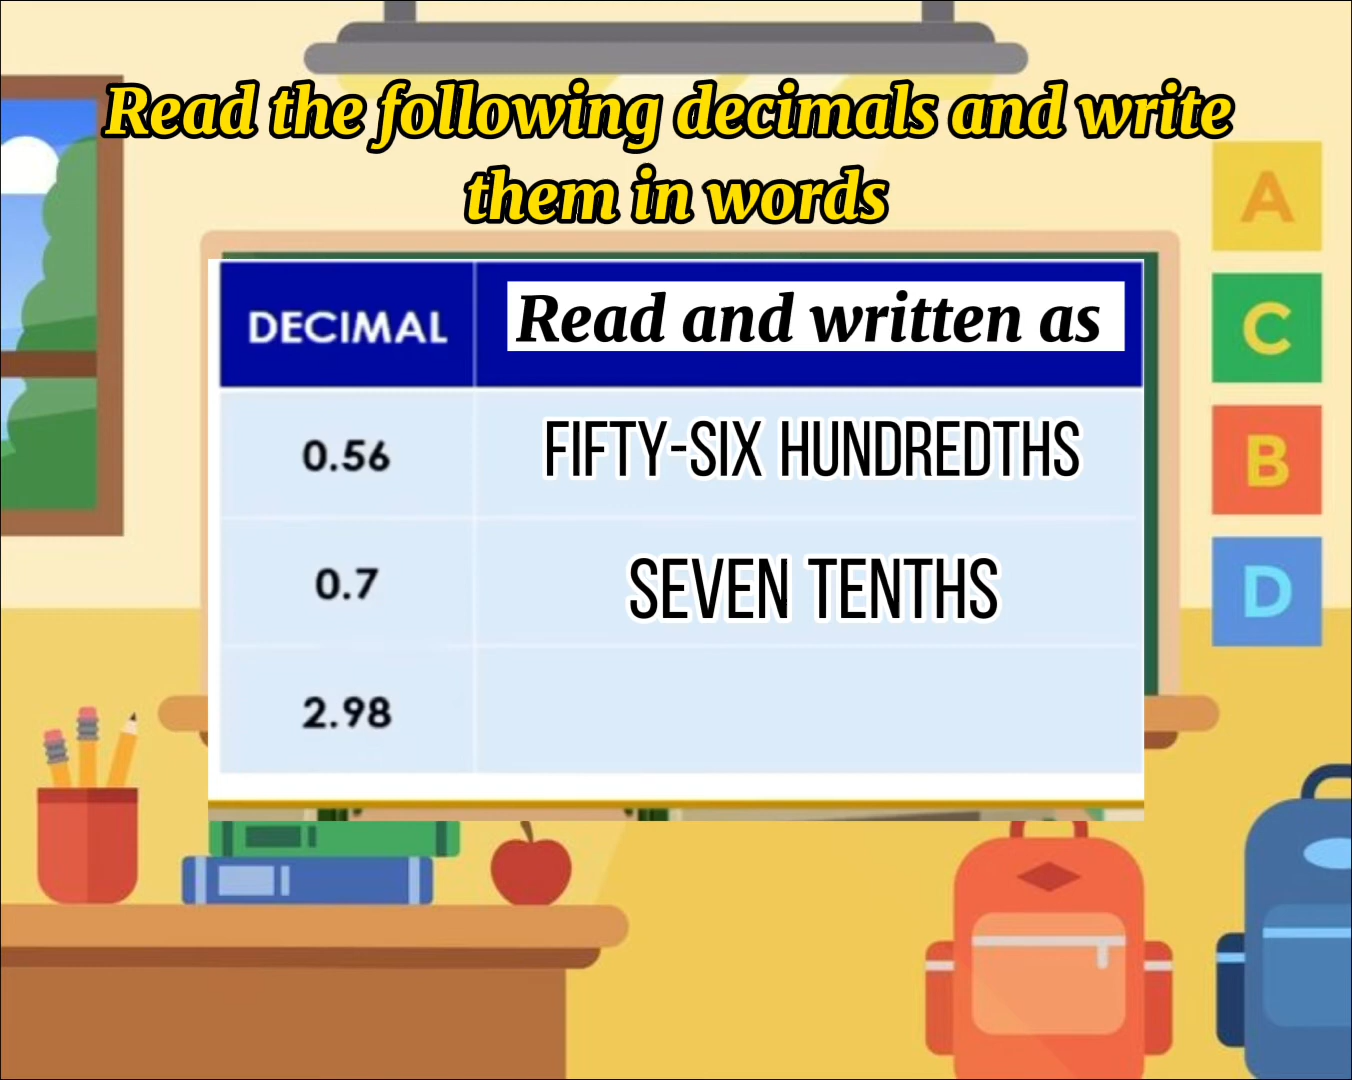 Read the following decimals and write
them in words
DECIMAL
Read and written as
0.56
FIFTY-SIX HUNDREDTHS
0.7
SEVEN TENTHS
2.98
A
C
B
D